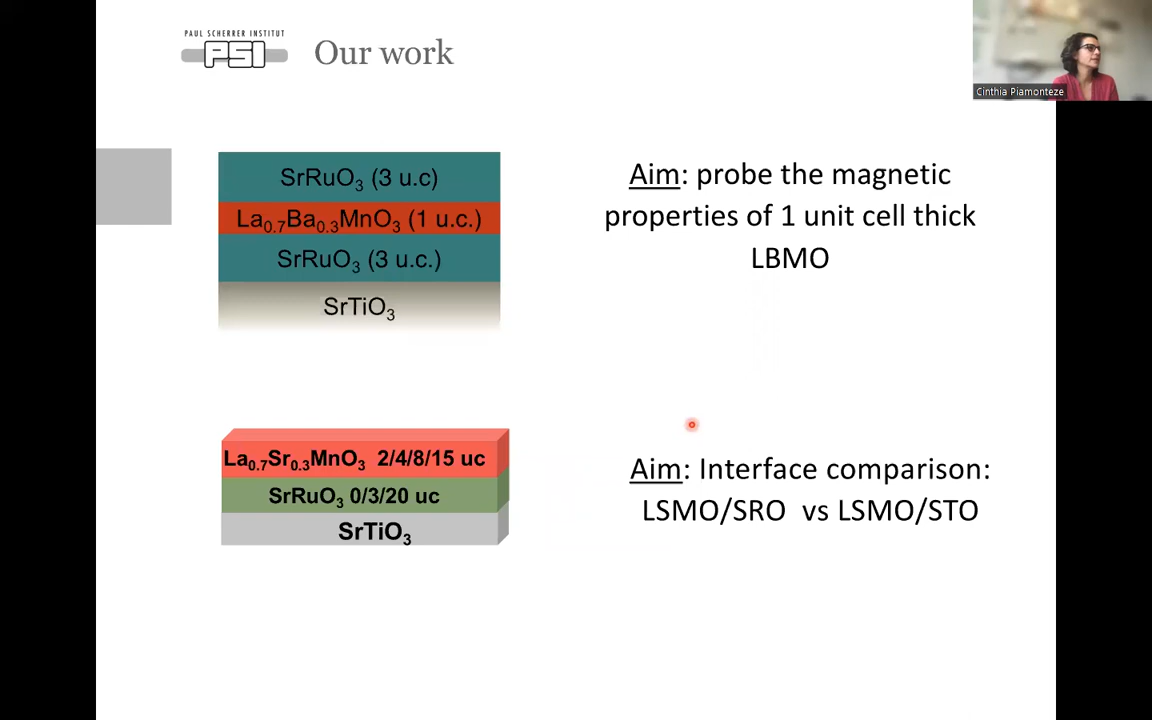 PAUL SCHERRER INSTITUT
PSI
Our work
Cinthia Piamonteze
SrRuO₃ (3 u.c)
La₀.₇Ba₀.₃MnO₃ (1 u.c.)
SrRuO₃ (3 u.c.)
SrTiO₃
Aim: probe the magnetic
properties of 1 unit cell thick
LBMO
La₀.₇Sr₀.₃MnO₃ 2/4/8/15 uc
SrRuO₃ 0/3/20 uc
SrTiO₃
Aim: Interface comparison:
LSMO/SRO vs LSMO/STO